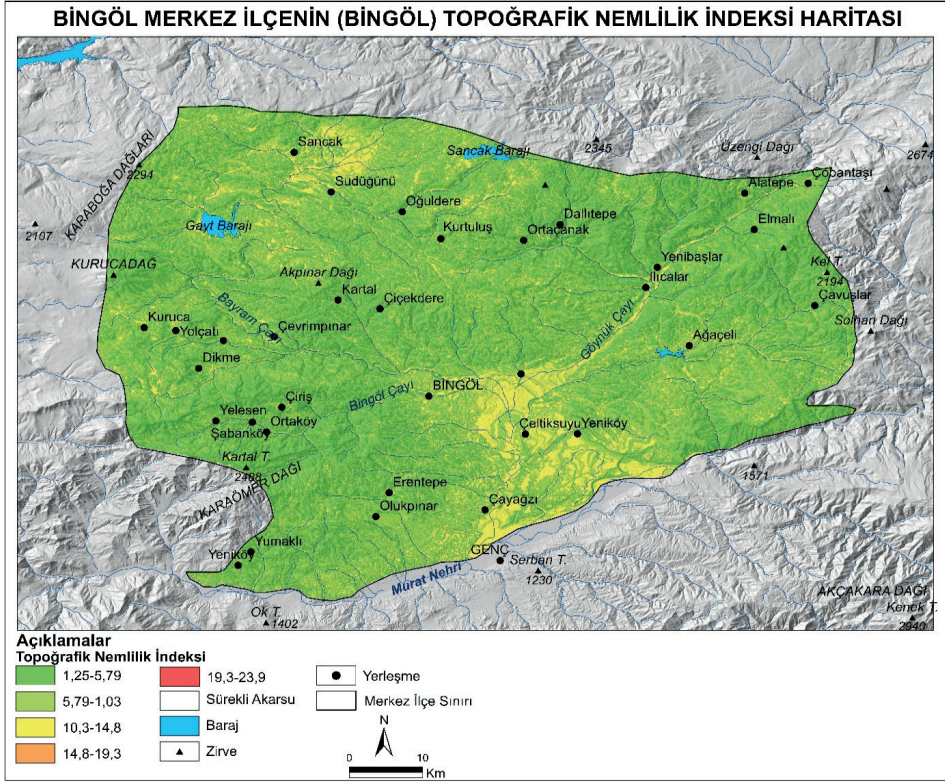 BİNGÖL MERKEZ İLÇENİN (BİNGÖL) TOPOĞRAFİK NEMLİLİK İNDEKSİ HARİTASI
Sancak
Sancak Barajı
2345
Üzengi Dağı
2674
KARABOĞA DAĞLARI
2294
Sudüğünü
Alatepe
Çobantaşı
Oğuldere
Dallıtepe
Elmalı
2107
Gayt Barajı
Kurtuluş
Ortaçanak
KURUCADAĞ
Akpınar Dağı
Yenibaşlar
Kel T.
2194
Kartal
Ilıcalar
Çiçekdere
Çavuşlar
Bayram Çayı
Göynük Çayı
Solhan Dağı
Kuruca
Yolçatı
Çevrimpınar
Ağaçeli
Dikme
BİNGÖL
Bingöl Çayı
Çiriş
Yelesen
Ortaköy
Şabanköy
Çeltiksuyu
Yeniköy
Kartal T.
2408
1571
KARAÖMER DAĞI
Erentepe
Olukpınar
Çayağzı
Yumaklı
Yeniköy
GENÇ
Serban T.
1230
Murat Nehri
AKÇAKARA DAĞI
Kenek T.
2940
Ok T.
1402
Açıklamalar
Topoğrafik Nemlilik İndeksi
1,25-5,79
19,3-23,9
Yerleşme
5,79-1,03
Sürekli Akarsu
Merkez İlçe Sınırı
10,3-14,8
Baraj
N
14,8-19,3
Zirve
0 10
Km